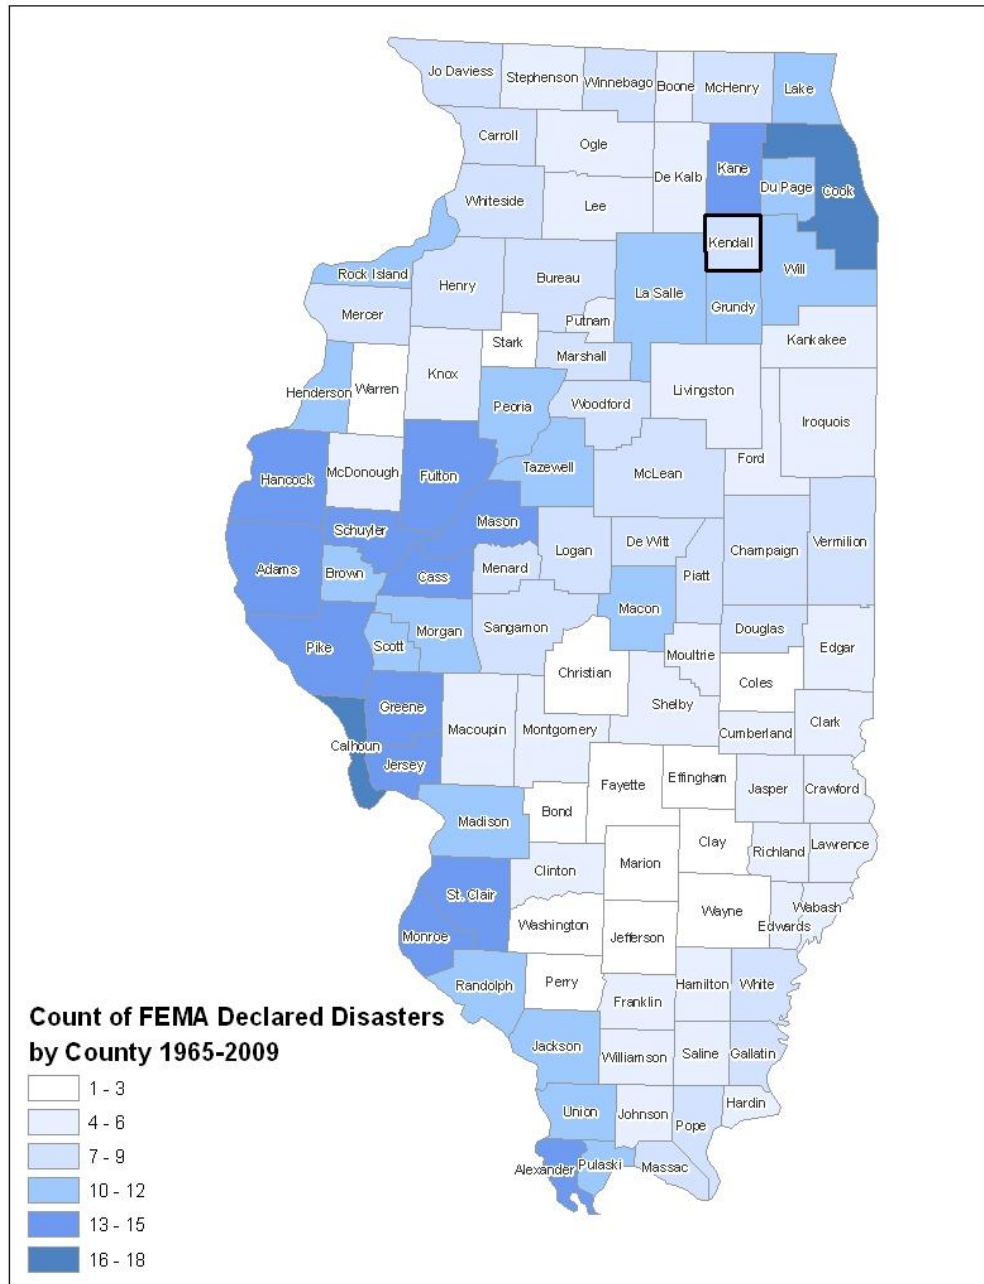 Jo Daviess
Stephenson
Winnebago
Boone
McHenry
Lake
Carroll
Ogle
De Kalb
Kane
Du Page
Cook
Whiteside
Lee
Kendall
Rock Island
Henry
Bureau
La Salle
Will
Grundy
Mercer
Putnam
Stark
Marshall
Kankakee
Henderson
Warren
Knox
Peoria
Woodford
Livingston
Iroquois
Hancock
McDonough
Fulton
Tazewell
McLean
Ford
Schuyler
Mason
Logan
De Witt
Champaign
Vermilion
Adams
Brown
Cass
Menard
Piatt
Macon
Pike
Scott
Morgan
Sangamon
Christian
Moultrie
Douglas
Edgar
Coles
Greene
Calhoun
Jersey
Macoupin
Montgomery
Shelby
Cumberland
Clark
Fayette
Effingham
Jasper
Crawford
Madison
Bond
Clay
Richland
Lawrence
Marion
St. Clair
Clinton
Washington
Wayne
Wabash
Edwards
Monroe
Jefferson
Randolph
Perry
Franklin
Hamilton
White
Jackson
Williamson
Saline
Gallatin
Union
Johnson
Pope
Hardin
Alexander
Pulaski
Massac
Count of FEMA Declared Disasters
by County 1965-2009
1 - 3
4 - 6
7 - 9
10 - 12
13 - 15
16 - 18